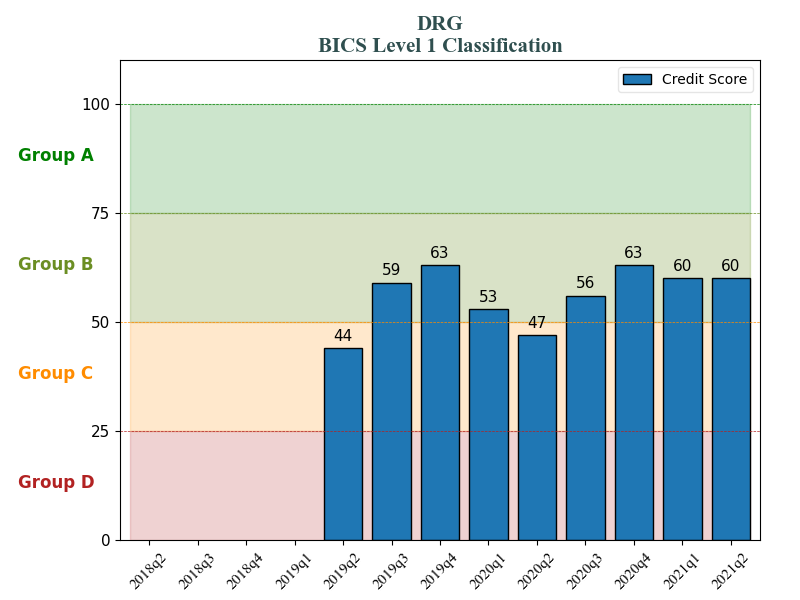 DRG
BICS Level 1 Classification
Credit Score
100
Group A
75
Group B
63
63
60
60
59
56
53
50
47
44
Group C
25
Group D
0
2018q2 2018q3 2018q4 2019q1 2019q2 2019q3 2019q4 2020q1 2020q2 2020q3 2020q4 2021q1 2021q2